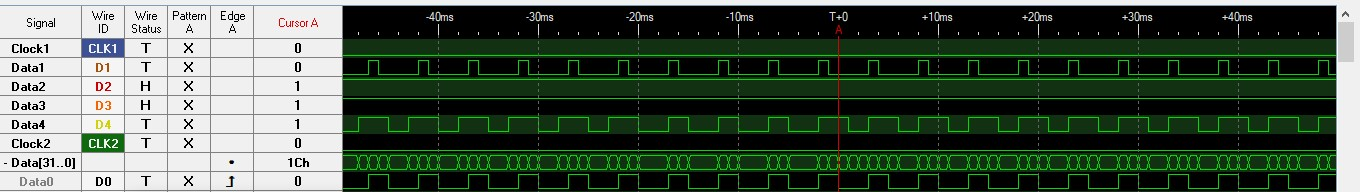 Signal Wire ID Wire Status Pattern A Edge A Cursor A -40ms -30ms -20ms -10ms T+0 +10ms +20ms +30ms +40ms
A
Clock1 CLK1 T X 0
Data1 D1 T X 0
Data2 D2 H X 1
Data3 D3 H X 1
Data4 D4 T X 1
Clock2 CLK2 T X 0
- Data[31..0] • 1Ch
Data0 D0 T X 0